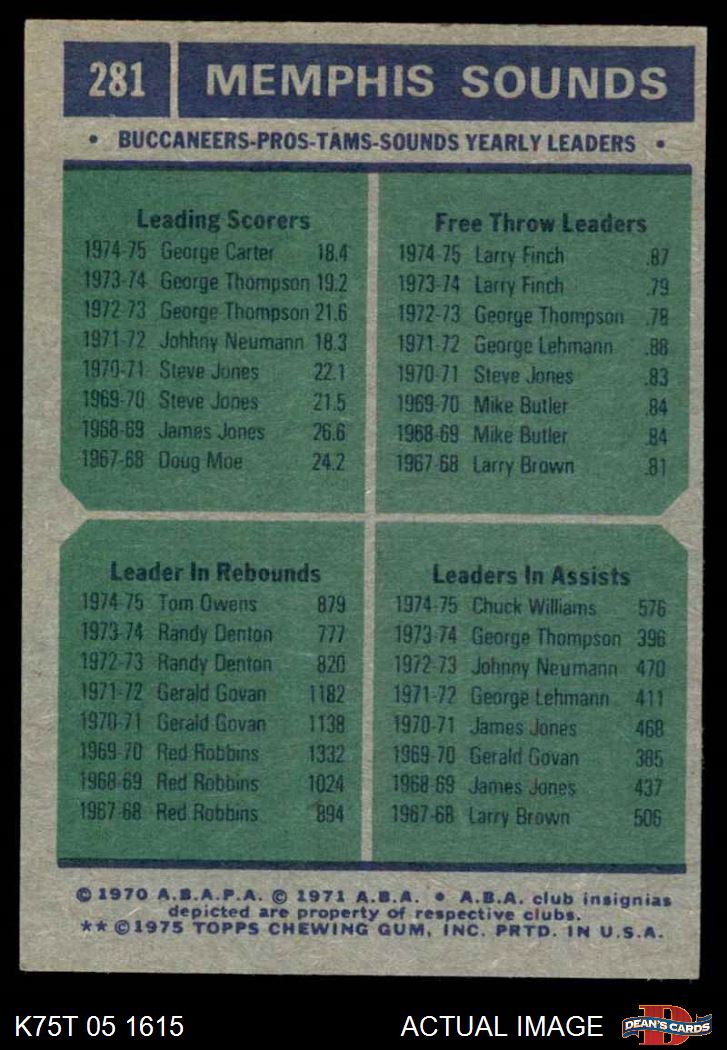 281 MEMPHIS SOUNDS
• BUCCANEERS-PROS-TAMS-SOUNDS YEARLY LEADERS •
Leading Scorers
1974-75 George Carter 18.4
1973-74 George Thompson 19.2
1972-73 George Thompson 21.6
1971-72 Johhny Neumann 18.3
1970-71 Steve Jones 22.1
1969-70 Steve Jones 21.5
1968-69 James Jones 26.6
1967-68 Doug Moe 24.2
Free Throw Leaders
1974-75 Larry Finch .87
1973-74 Larry Finch .79
1972-73 George Thompson .78
1971-72 George Lehmann .88
1970-71 Steve Jones .83
1969-70 Mike Butler .84
1968-69 Mike Butler .84
1967-68 Larry Brown .81
Leader In Rebounds
1974-75 Tom Owens 879
1973-74 Randy Denton 777
1972-73 Randy Denton 820
1971-72 Gerald Govan 1182
1970-71 Gerald Govan 1138
1969-70 Red Robbins 1332
1968-69 Red Robbins 1024
1967-68 Red Robbins 894
Leaders In Assists
1974-75 Chuck Williams 576
1973-74 George Thompson 396
1972-73 Johnny Neumann 470
1971-72 George Lehmann 411
1970-71 James Jones 468
1969-70 Gerald Govan 385
1968-69 James Jones 437
1967-68 Larry Brown 506
© 1970 A.B.A.P.A. © 1971 A.B.A. • A.B.A. club insignias
depicted are property of respective clubs.
** © 1975 TOPPS CHEWING GUM, INC. PRTD. IN U.S.A.
K75T 05 1615 ACTUAL IMAGE D DEAN'S CARDS